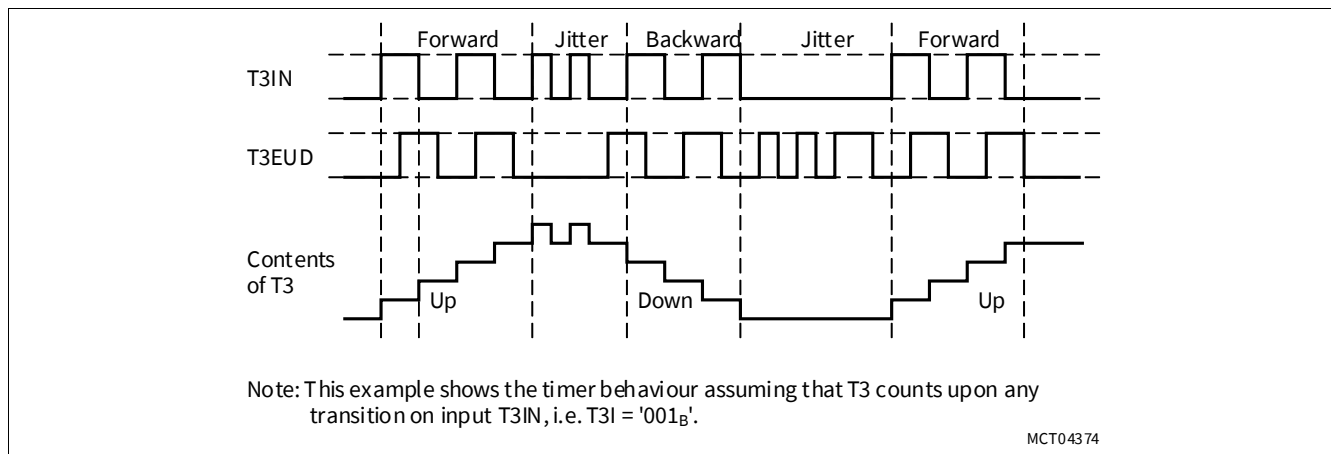 Forward Jitter Backward Jitter Forward
T3IN
T3EUD
Contents
of T3
Up Down Up
Note: This example shows the timer behaviour assuming that T3 counts upon any
transition on input T3IN, i.e. T3I = '001B'.
MCT04374